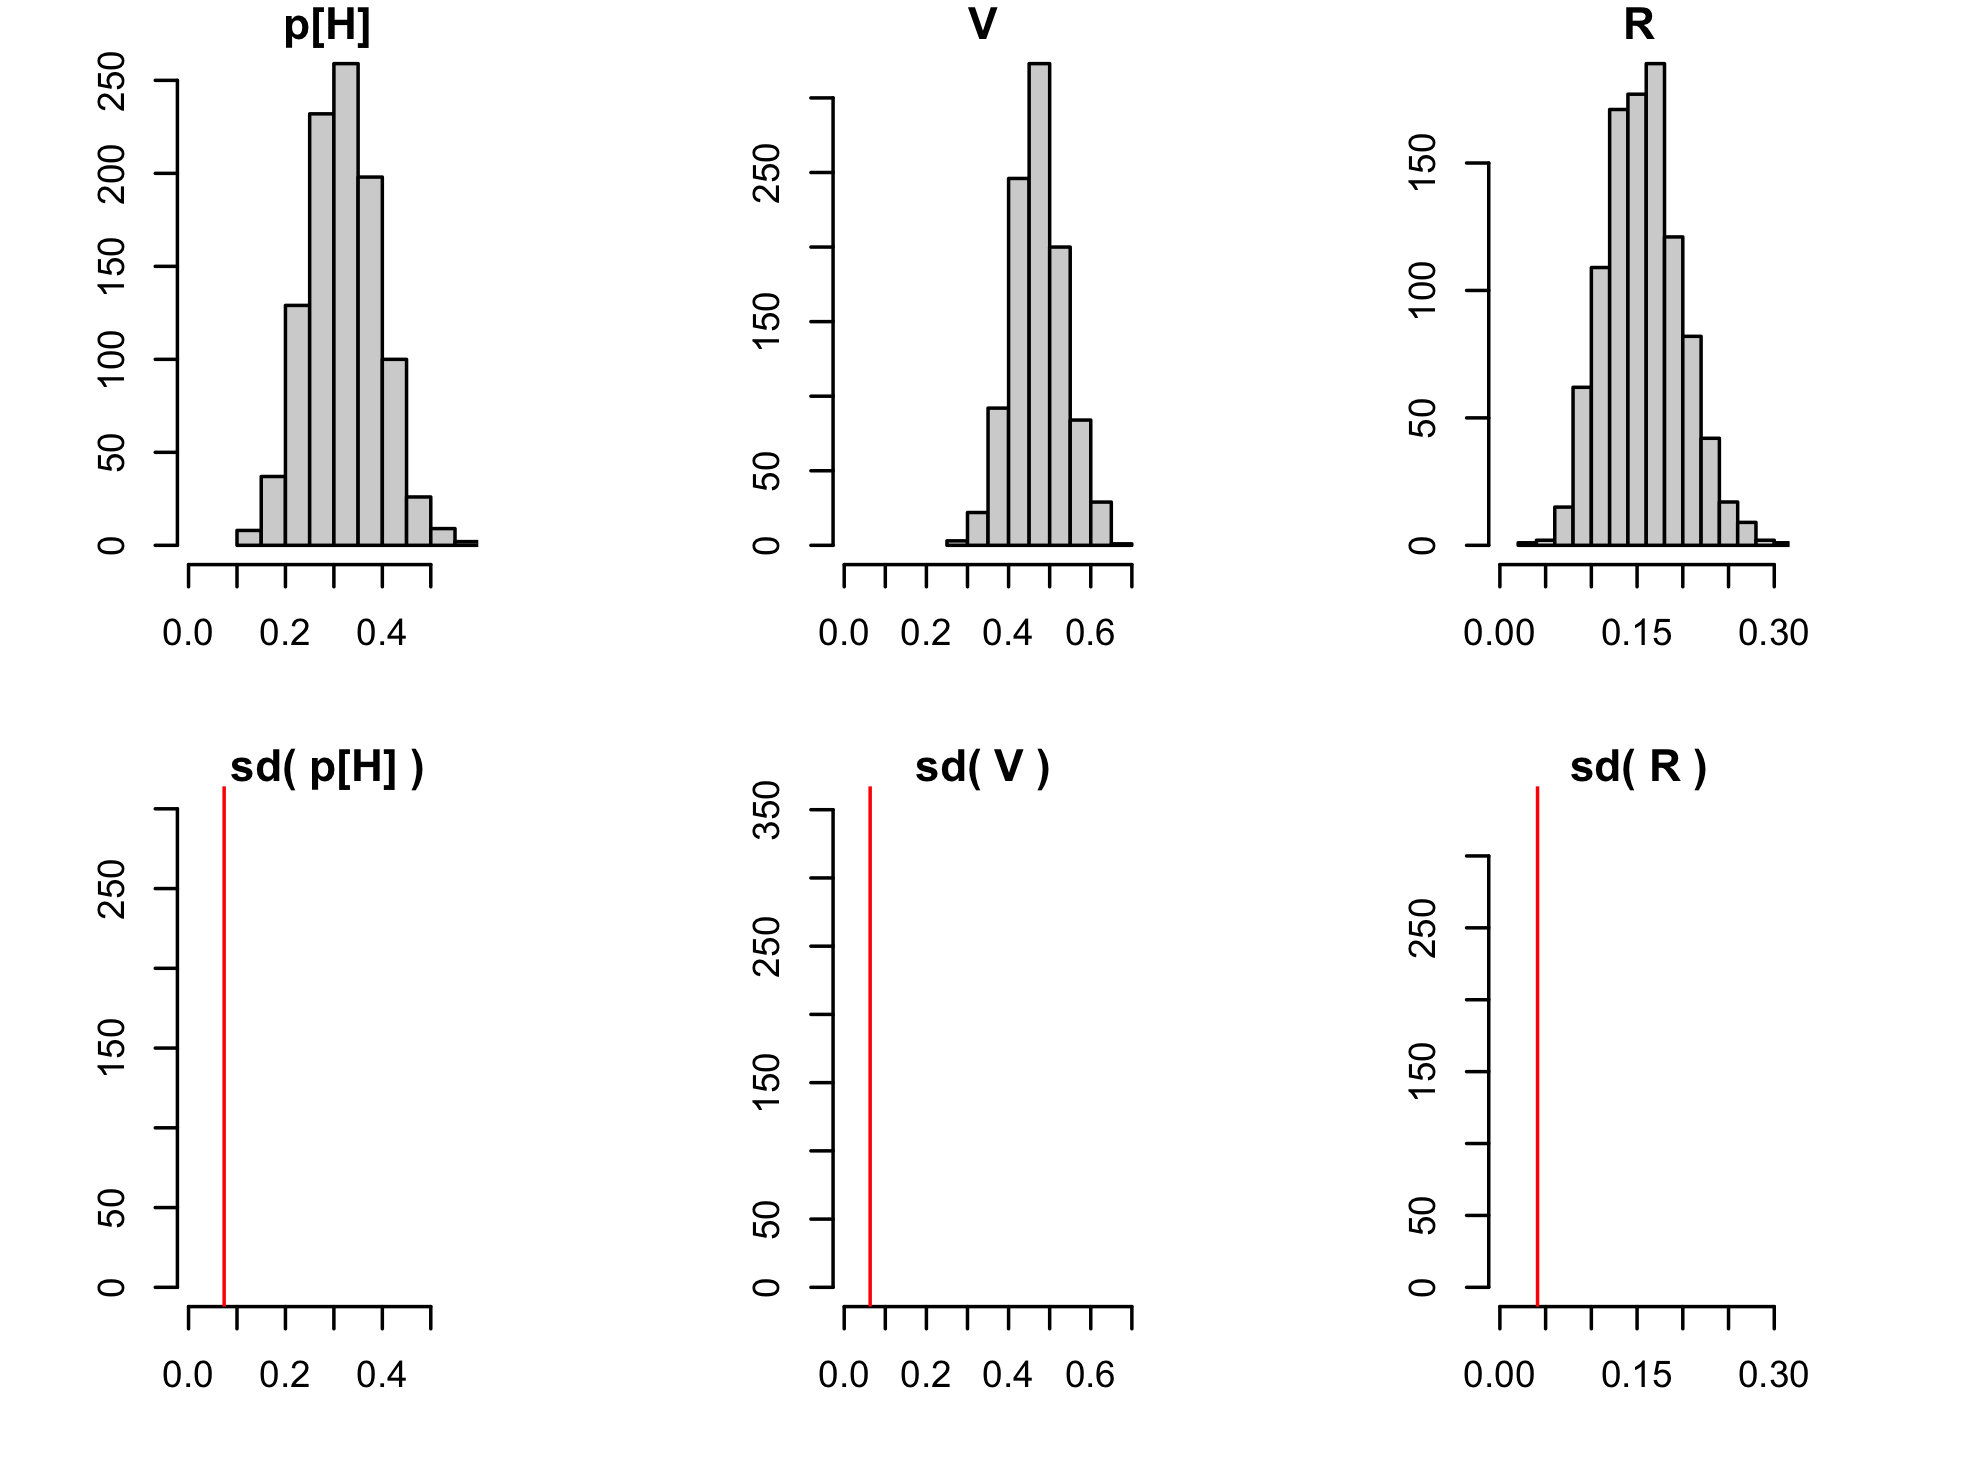 p[H]
V
R
0 50 100 150 200 250
0 50 150 250
0 50 100 150
0.0 0.2 0.4
0.0 0.2 0.4 0.6
0.00 0.15 0.30
sd( p[H] )
sd( V )
sd( R )
0 50 150 250
0 50 150 250 350
0 50 150 250
0.0 0.2 0.4
0.0 0.2 0.4 0.6
0.00 0.15 0.30